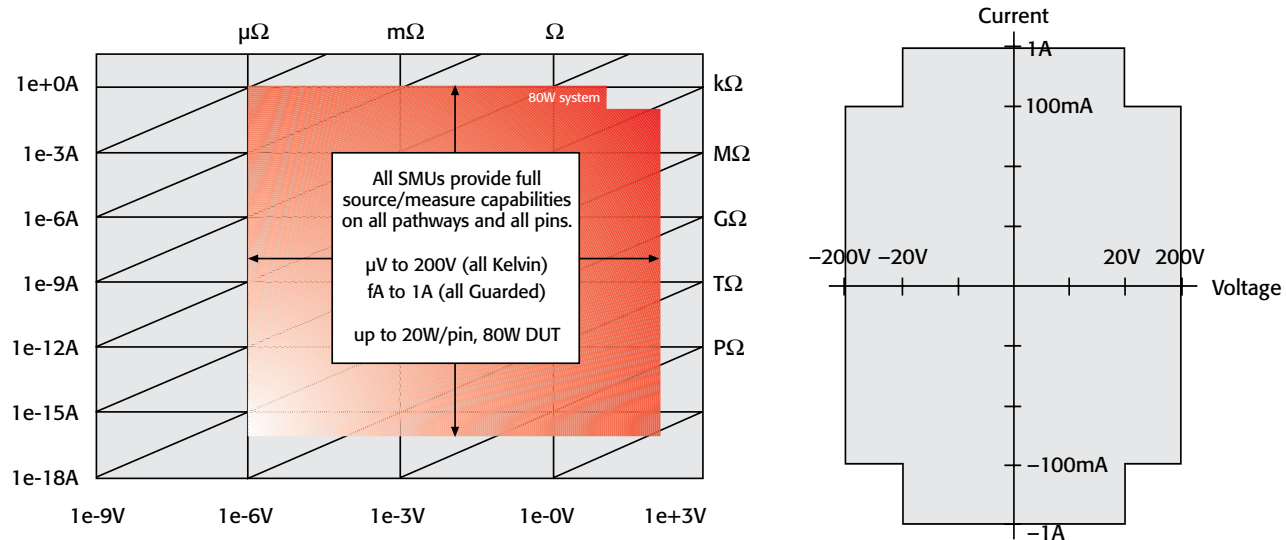 μΩ
mΩ
Ω
1e+0A
1e-3A
1e-6A
1e-9A
1e-12A
1e-15A
1e-18A
80W system
All SMUs provide full
source/measure capabilities
on all pathways and all pins.
µV to 200V (all Kelvin)
fA to 1A (all Guarded)
up to 20W/pin, 80W DUT
kΩ
MΩ
GΩ
TΩ
PΩ
1e-9V
1e-6V
1e-3V
1e-0V
1e+3V
Current
1A
100mA
−200V
−20V
20V
200V
Voltage
−100mA
−1A